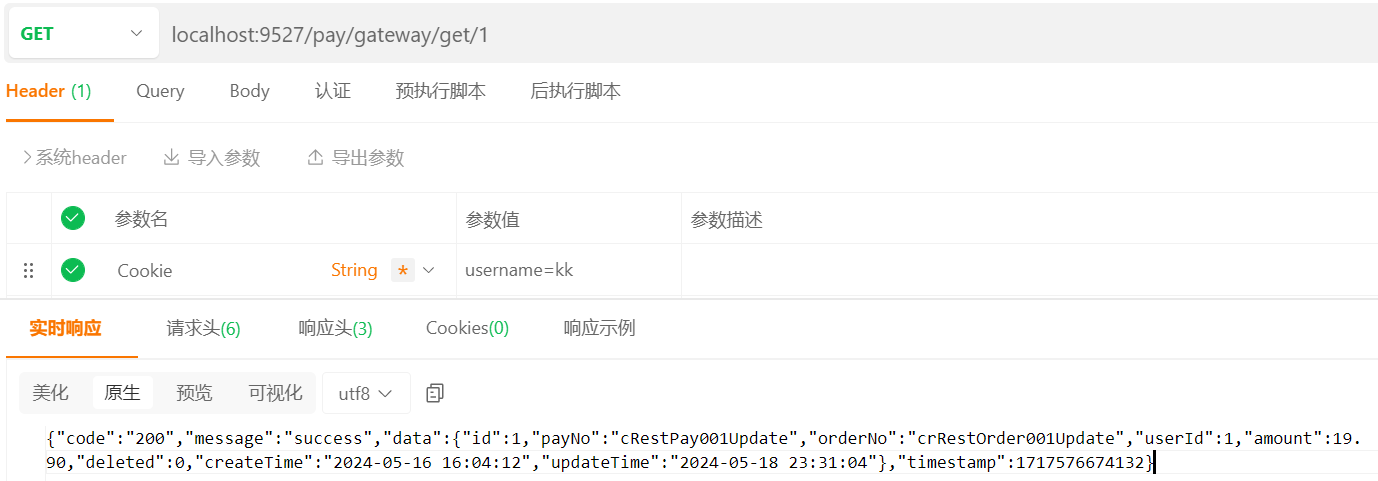 GET localhost:9527/pay/gateway/get/1
Header (1) Query Body 认证 预执行脚本 后执行脚本
系统header 导入参数 导出参数
参数名 参数值 参数描述
Cookie String * username=kk
实时响应 请求头(6) 响应头(3) Cookies(0) 响应示例
美化 原生 预览 可视化 utf8
{"code":"200","message":"success","data":{"id":1,"payNo":"cRestPay001Update","orderNo":"crRestOrder001Update","userId":1,"amount":19.
90,"deleted":0,"createTime":"2024-05-16 16:04:12","updateTime":"2024-05-18 23:31:04"},"timestamp":1717576674132}